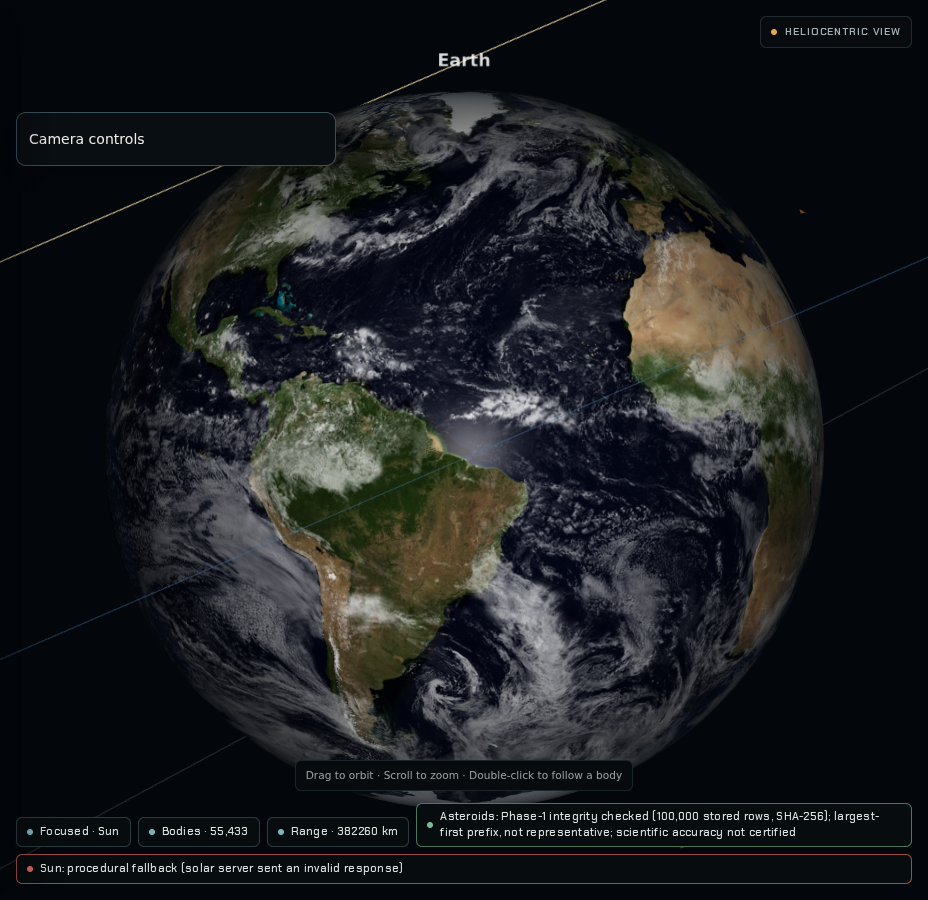 HELIOCENTRIC VIEW
Earth
Camera controls
Drag to orbit · Scroll to zoom · Double-click to follow a body
Focused · Sun
Bodies · 55,433
Range · 382260 km
Asteroids: Phase-1 integrity checked (100,000 stored rows, SHA-256); largest-
first prefix, not representative; scientific accuracy not certified
Sun: procedural fallback (solar server sent an invalid response)